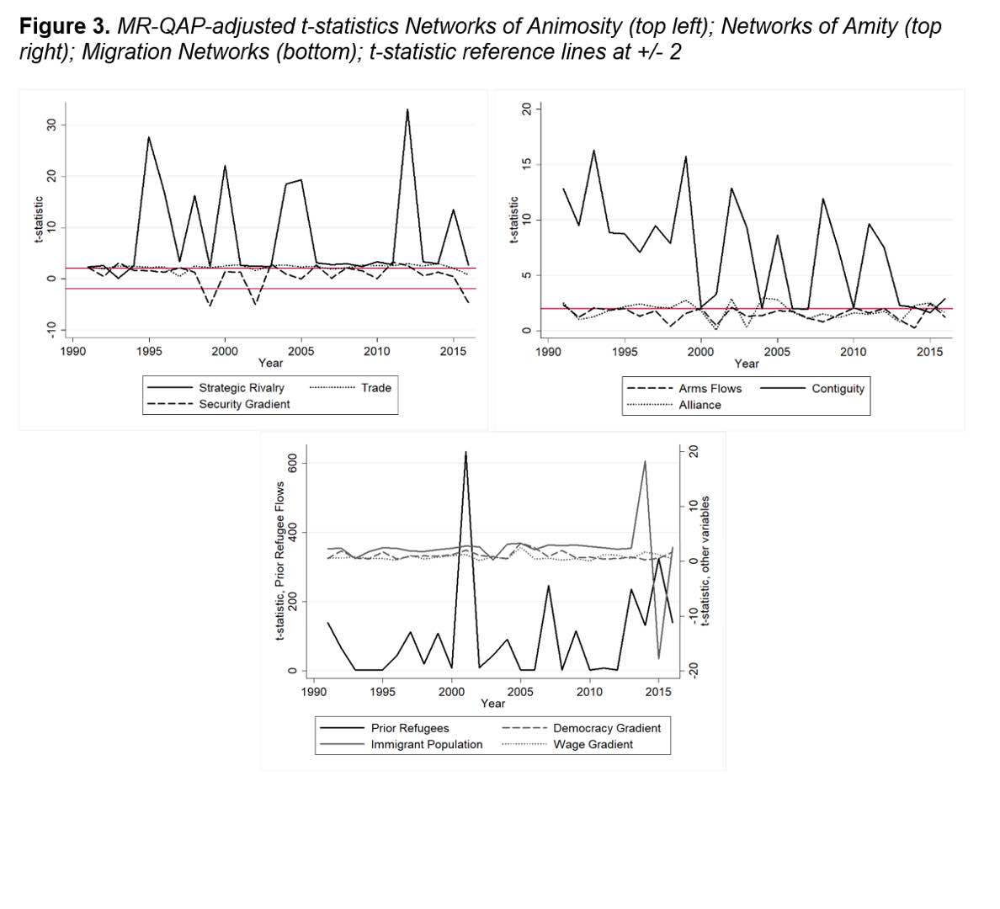 Figure 3. MR-QAP-adjusted t-statistics Networks of Animosity (top left); Networks of Amity (top
right); Migration Networks (bottom); t-statistic reference lines at +/- 2
t-statistic
30
20
10
0
-10
1990 1995 2000 2005 2010 2015
Year
Strategic Rivalry Trade
Security Gradient
t-statistic
20
15
10
5
0
1990 1995 2000 2005 2010 2015
Year
Arms Flows Contiguity
Alliance
t-statistic, Prior Refugee Flows
600
400
200
0
t-statistic, other variables
20
10
0
-10
-20
1990 1995 2000 2005 2010 2015
Year
Prior Refugees Democracy Gradient
Immigrant Population Wage Gradient